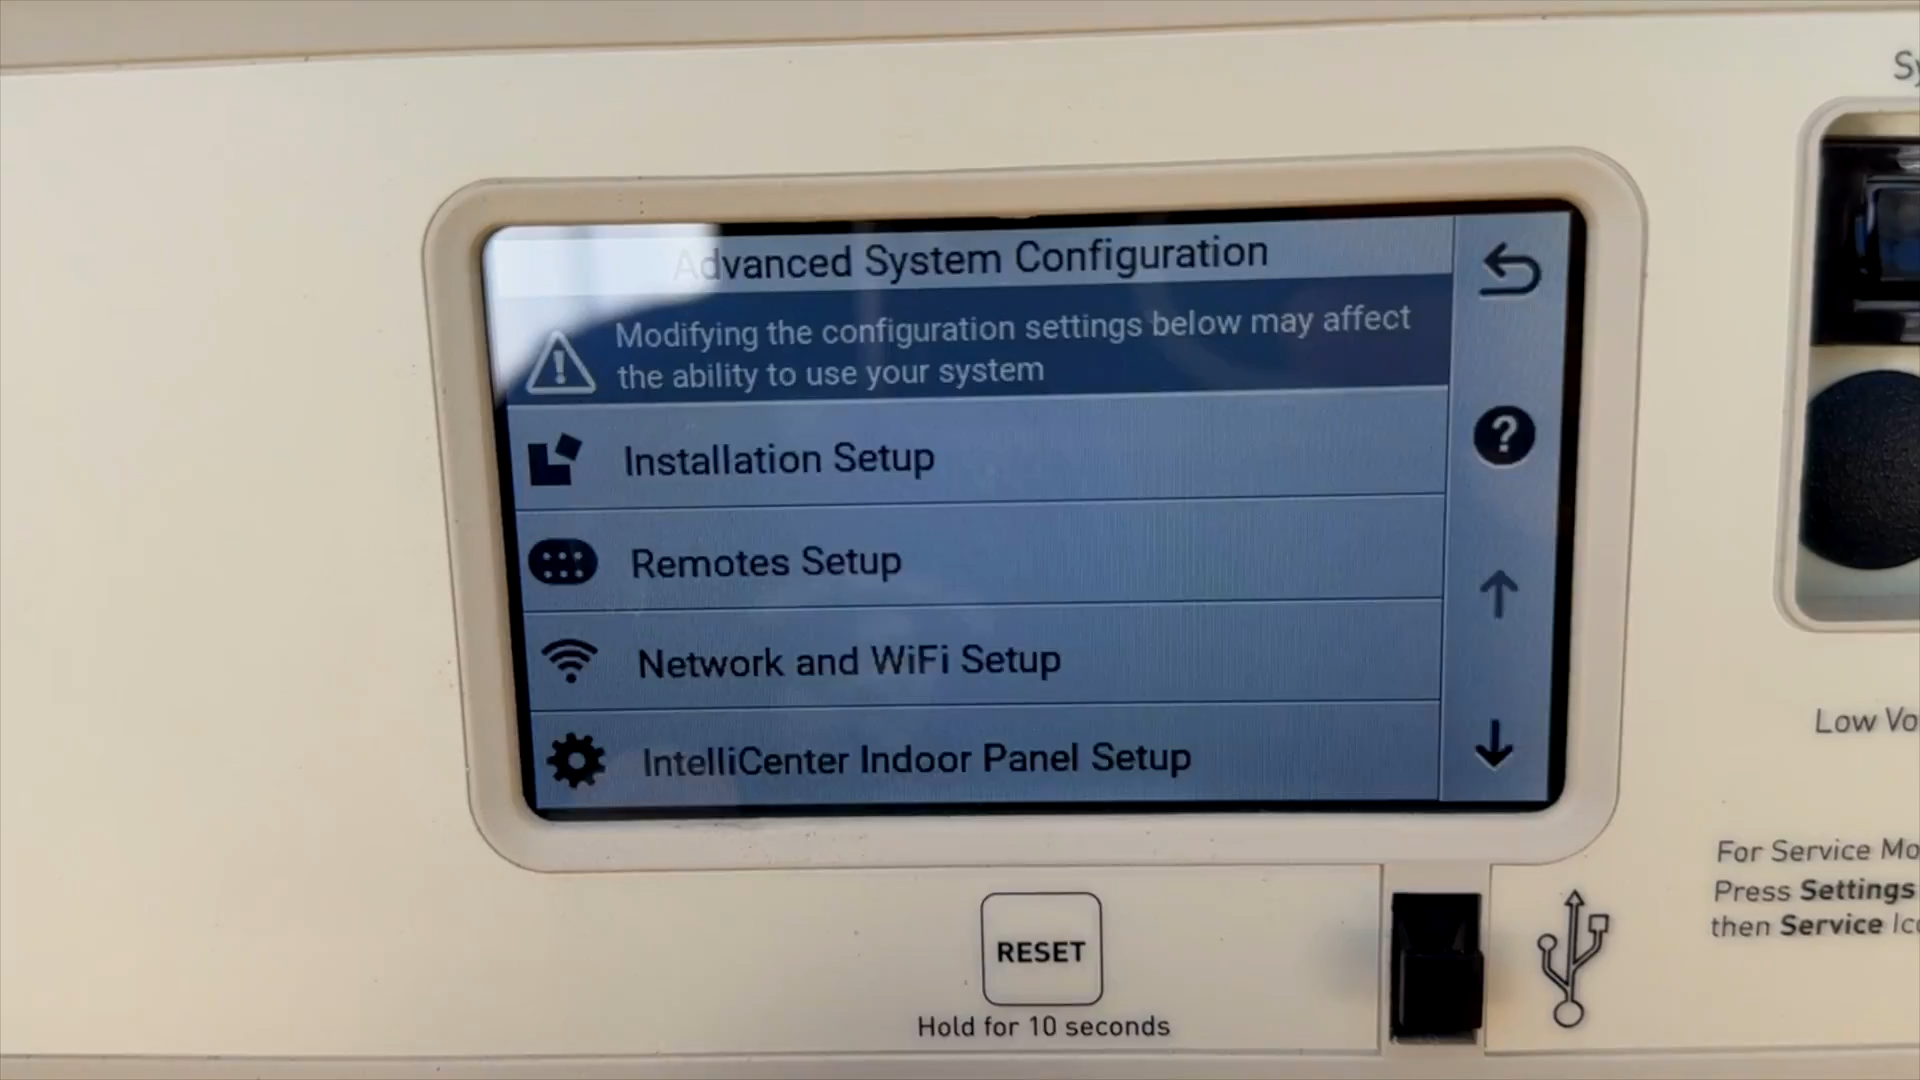 Advanced System Configuration
Modifying the configuration settings below may affect
the ability to use your system
Installation Setup
Remotes Setup
Network and WiFi Setup
IntelliCenter Indoor Panel Setup
RESET
Hold for 10 seconds
Low
For Service
Press Settings
then Service